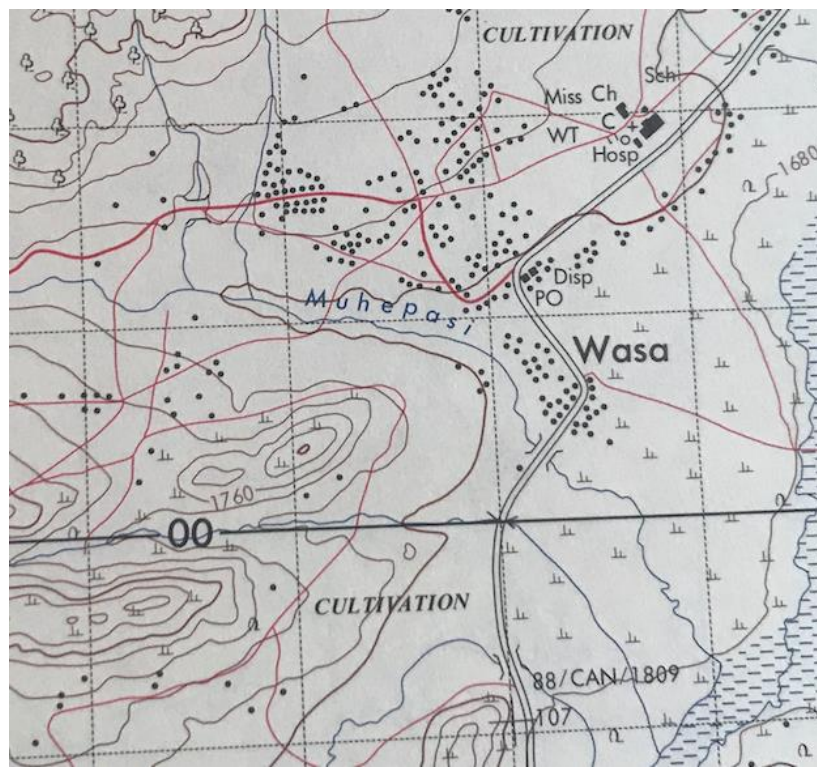 CULTIVATION
Sch
Miss Ch
C
WT
Hosp
1680
Disp
PO
Muhepasi
Wasa
1760
00
CULTIVATION
88/CAN/1809
107